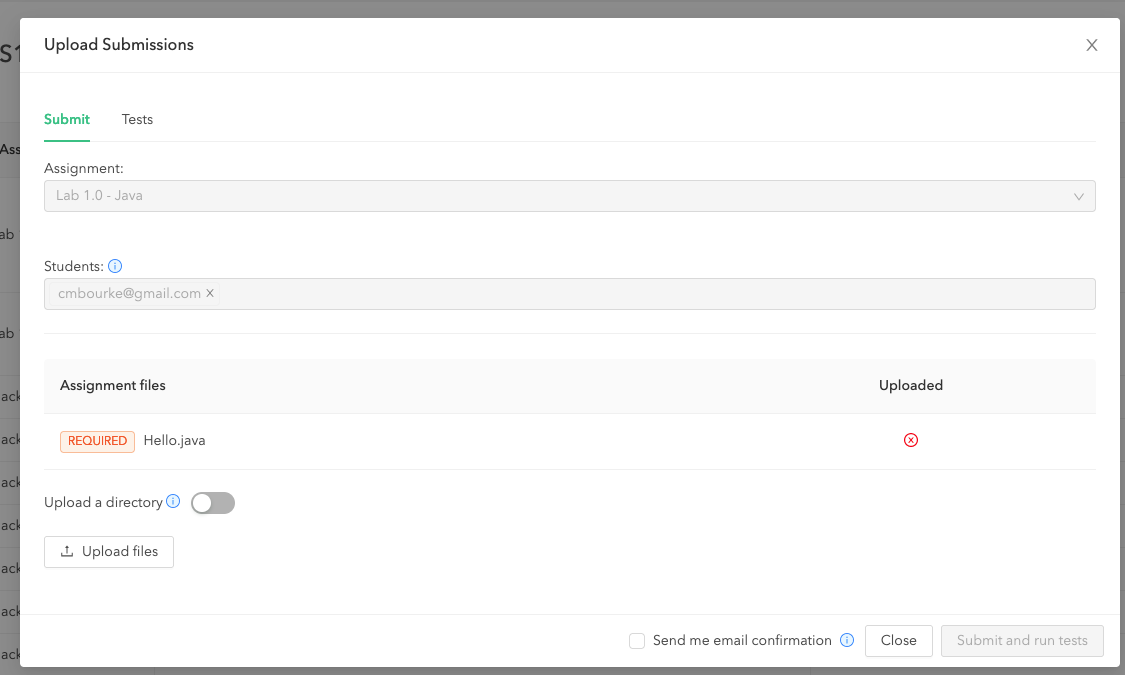 Upload Submissions
Submit Tests
Assignment:
Lab 1.0 - Java
Students:
cmbourke@gmail.com
Assignment files Uploaded
REQUIRED Hello.java
Upload a directory
Upload files
Send me email confirmation Close Submit and run tests